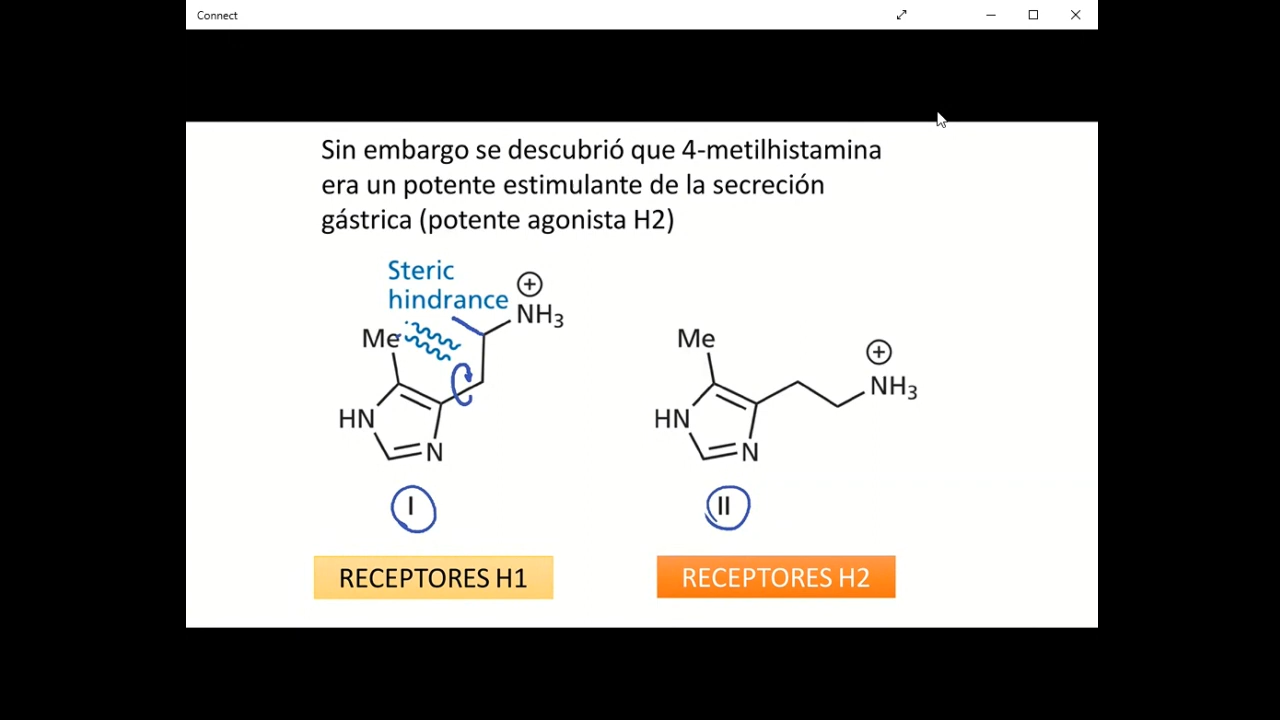 Connect
Sin embargo se descubrió que 4-metilhistamina
era un potente estimulante de la secreción
gástrica (potente agonista H2)
Steric
hindrance
+
NH3
Me
HN
N
I
RECEPTORES H1
Me
+
NH3
HN
N
II
RECEPTORES H2